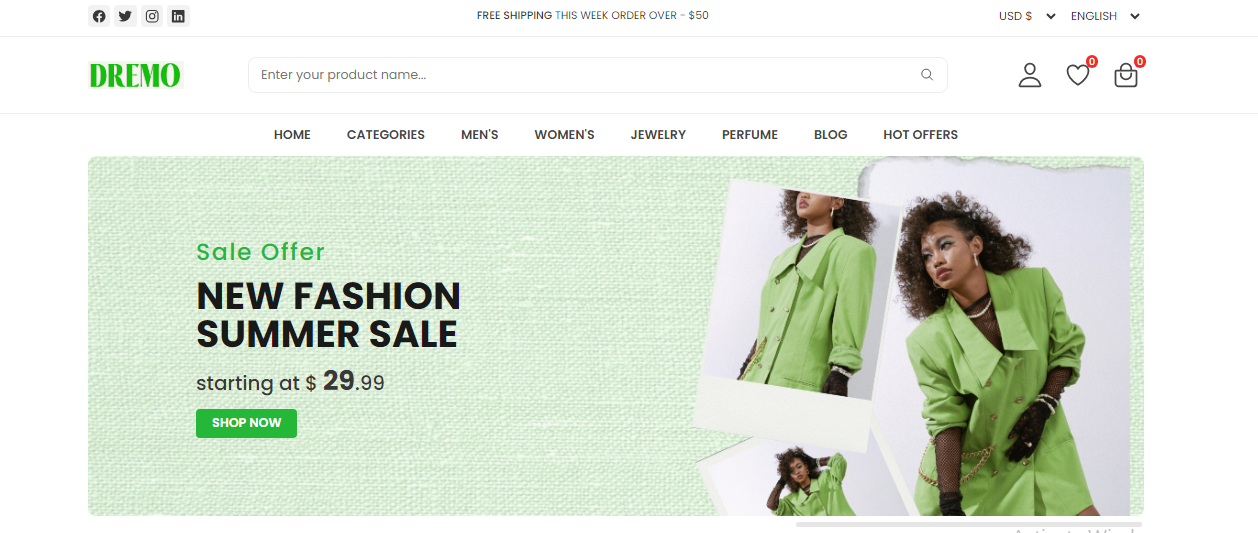 FREE SHIPPING THIS WEEK ORDER OVER - $50
USD $
ENGLISH
DREMO
Enter your product name...
0
0
HOME
CATEGORIES
MEN'S
WOMEN'S
JEWELRY
PERFUME
BLOG
HOT OFFERS
Sale Offer
NEW FASHION
SUMMER SALE
starting at $ 29.99
SHOP NOW